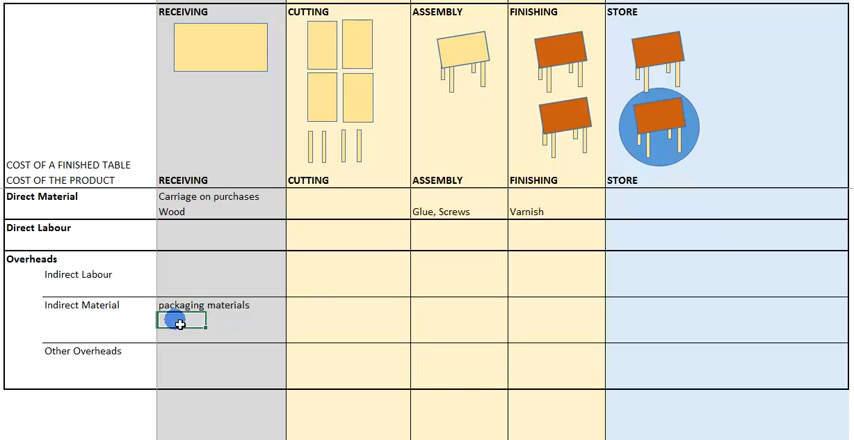 RECEIVING CUTTING ASSEMBLY FINISHING STORE
COST OF A FINISHED TABLE
COST OF THE PRODUCT RECEIVING CUTTING ASSEMBLY FINISHING STORE
Direct Material Carriage on purchases
Wood Glue, Screws Varnish
Direct Labour
Overheads
Indirect Labour
Indirect Material packaging materials
Other Overheads